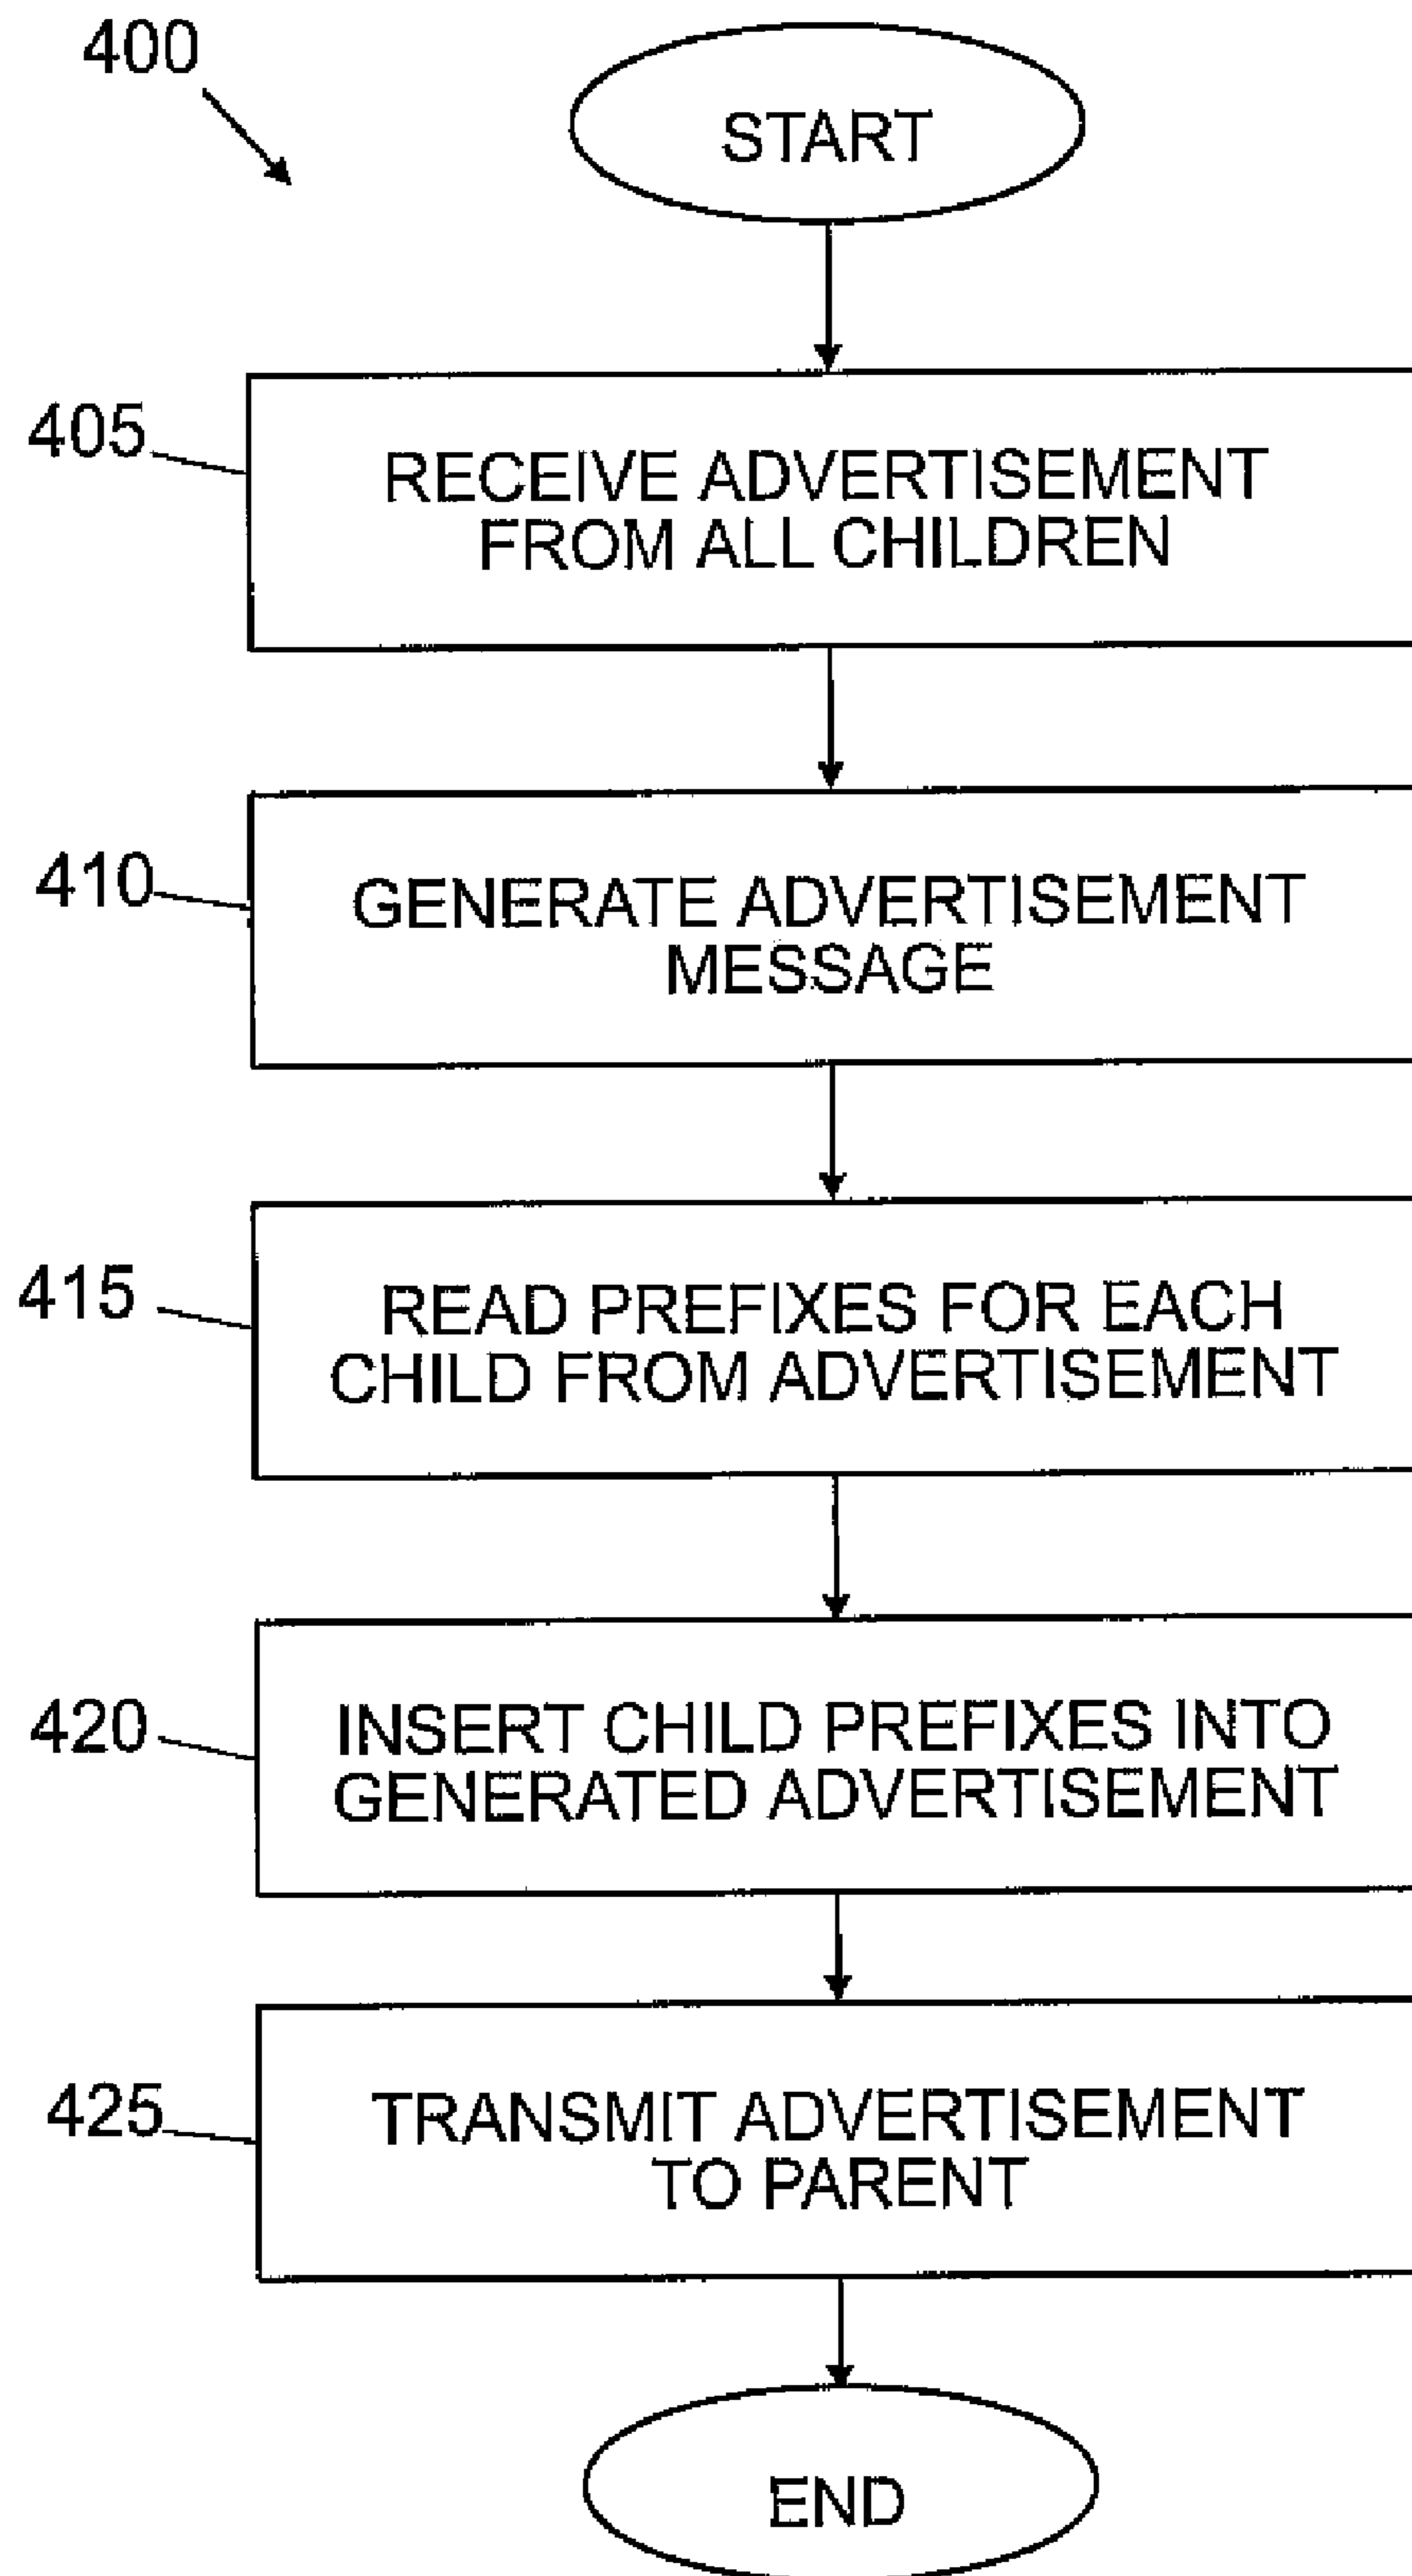 400
START
405
RECEIVE ADVERTISEMENT
FROM ALL CHILDREN
410
GENERATE ADVERTISEMENT
MESSAGE
415
READ PREFIXES FOR EACH
CHILD FROM ADVERTISEMENT
420
INSERT CHILD PREFIXES INTO
GENERATED ADVERTISEMENT
425
TRANSMIT ADVERTISEMENT
TO PARENT
END